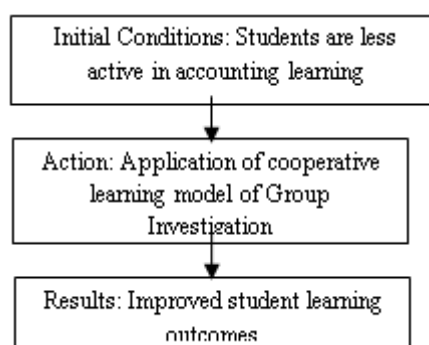 Initial Conditions: Students are less
active in accounting learning
Action: Application of cooperative
learning model of Group
Investigation
Results: Improved student learning
outcomes